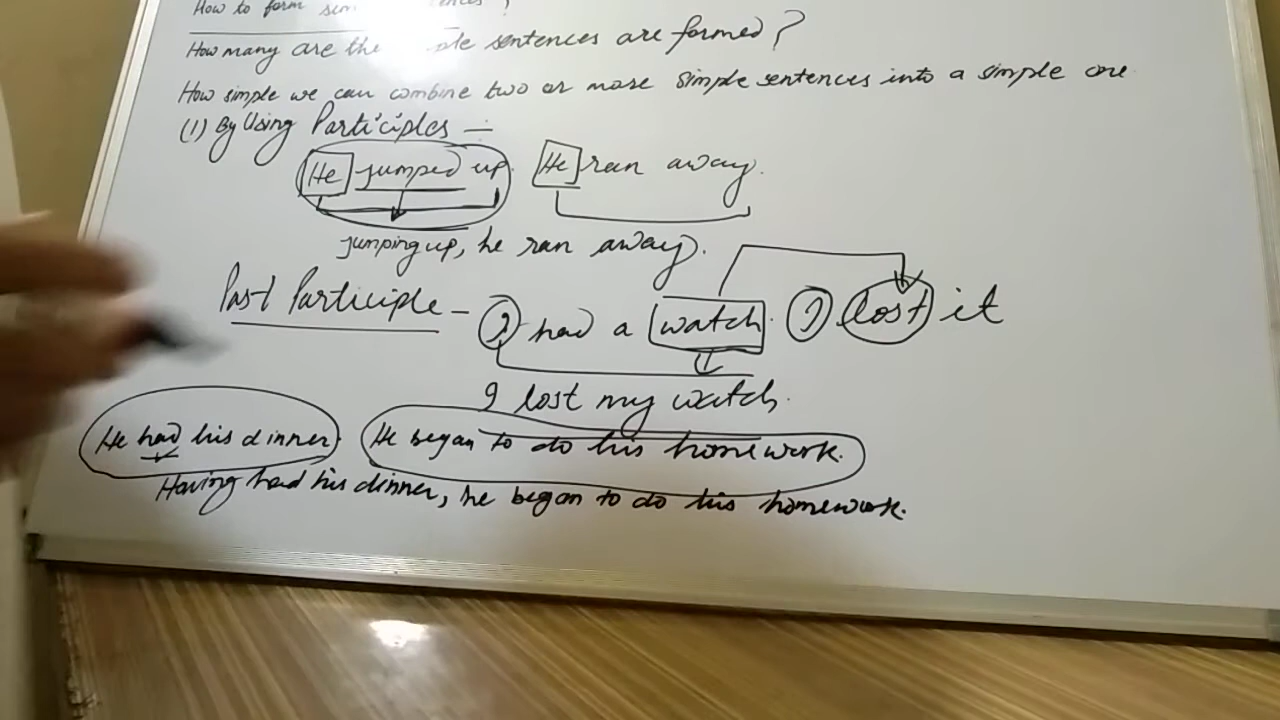 How to form
How many are the sentences are formed?
How simple we can combine two or more simple sentences into a simple one
(1) By Using Participles —
He jumped up. He ran away.
jumping up, he ran away.
Past Participle – I had a watch. I lost it
I lost my watch.
He had his dinner. He began to do his homework.
Having had his dinner, he began to do his homework.